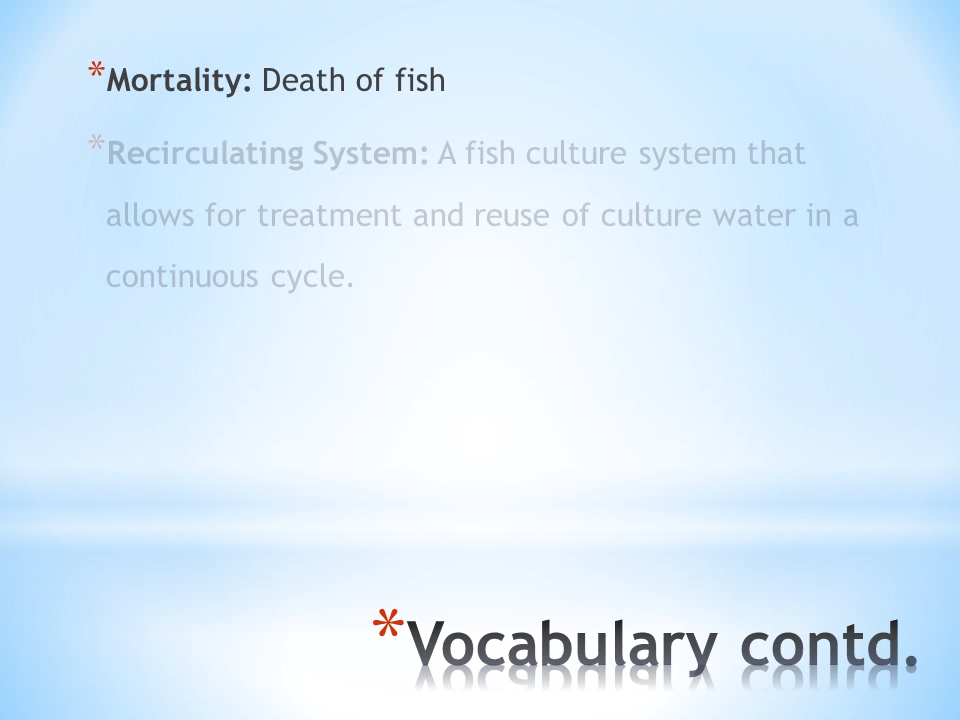 * Mortality: Death of fish
* Recirculating System: A fish culture system that
allows for treatment and reuse of culture water in a
continuous cycle.
* Vocabulary contd.